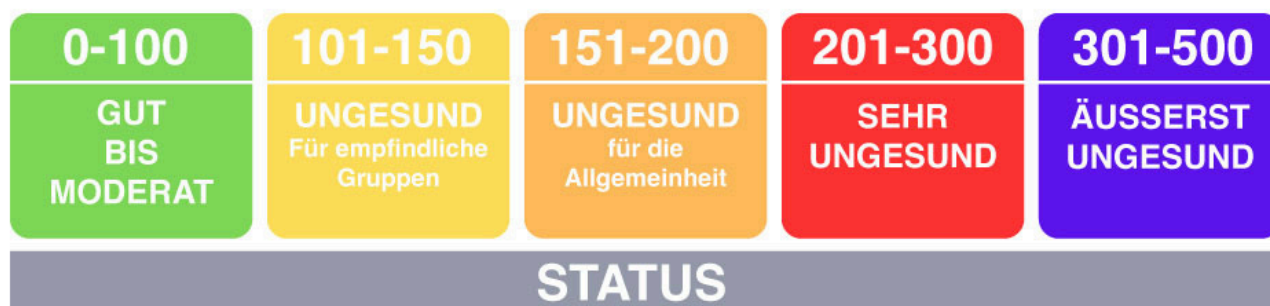 0-100
GUT
BIS
MODERAT
101-150
UNGESUND
Für empfindliche
Gruppen
151-200
UNGESUND
für die
Allgemeinheit
201-300
SEHR
UNGESUND
301-500
ÄUSSERST
UNGESUND
STATUS